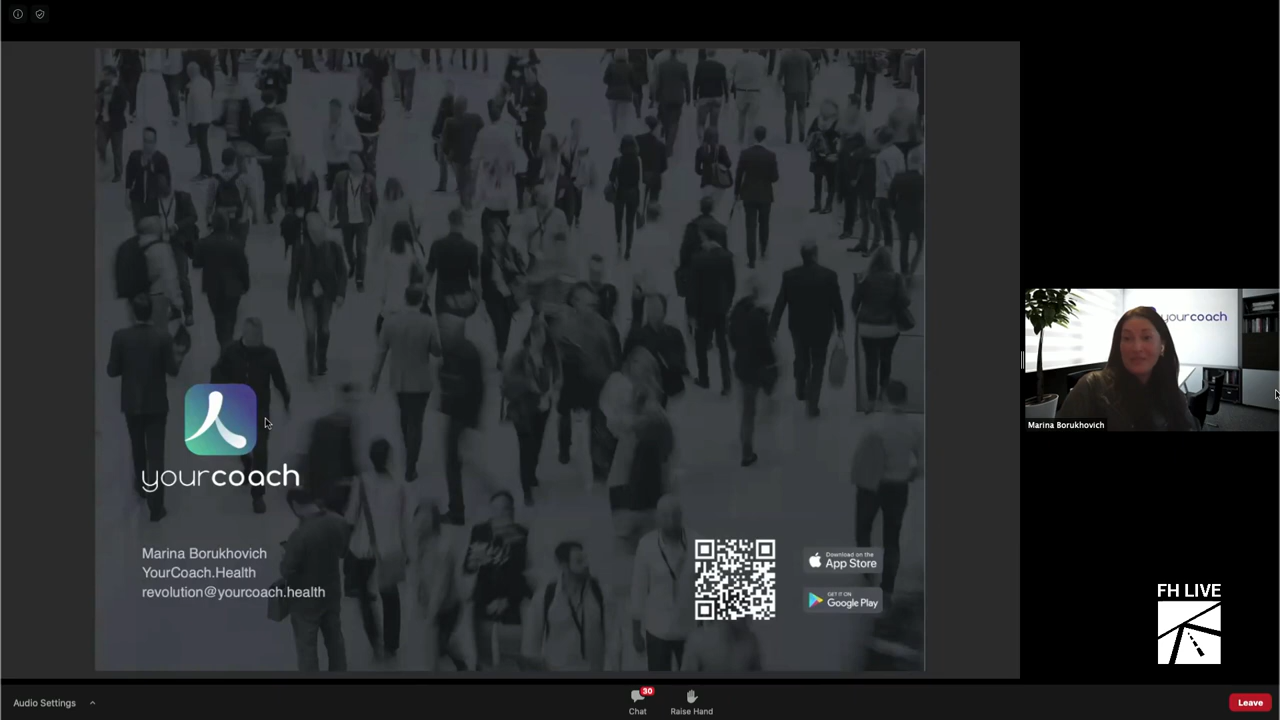 yourcoach
Marina Borukhovich
YourCoach.Health
revolution@yourcoach.health
Download on the
App Store
GET IT ON
Google Play
yourcoach
Marina Borukhovich
FH LIVE
Audio Settings
30
Chat
Raise Hand
Leave